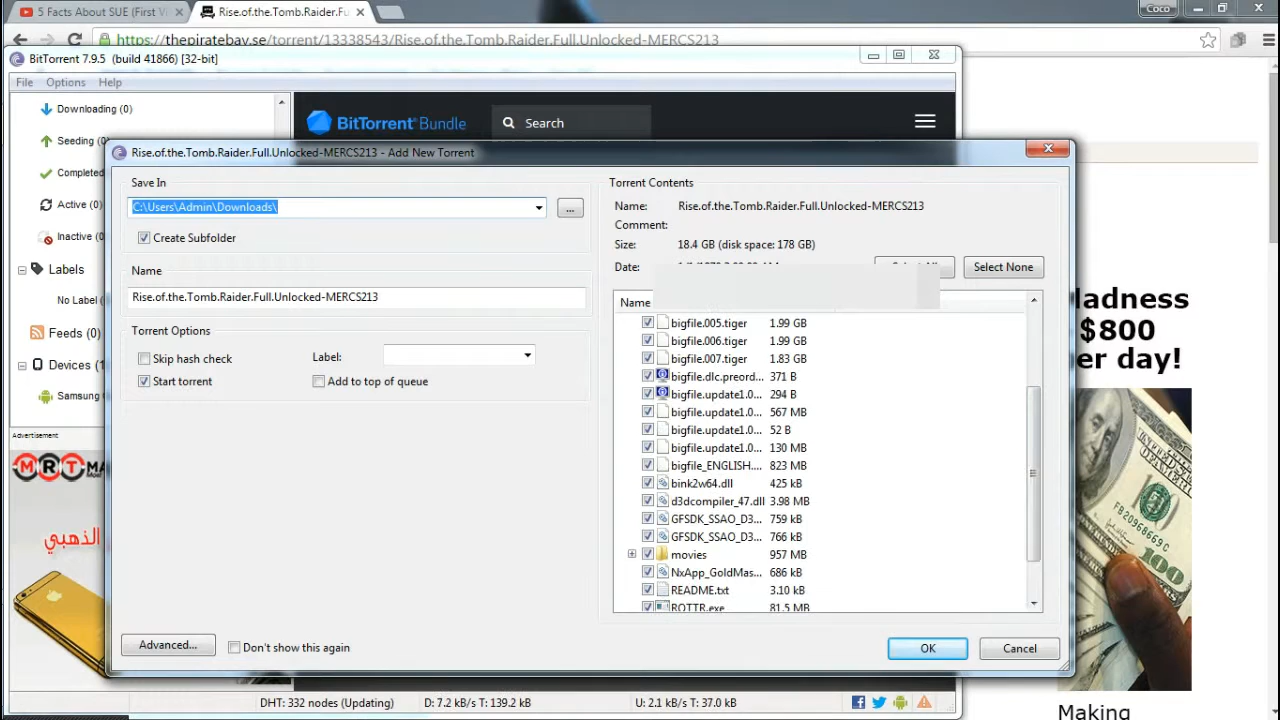 5 Facts About SUE (First Vi
Rise.of.the.Tomb.Raider.Fu
Coco
https://thepiratebay.se/torrent/13338543/Rise.of.the.Tomb.Raider.Full.Unlocked-MERCS213
BitTorrent 7.9.5 (build 41866) [32-bit]
File Options Help
Downloading (0)
Seeding (0)
Completed
Active (0)
Inactive (0
Labels
No Label (
Feeds (0)
Devices (1
Samsung
Advertisement
MRT MA
الذهبي
BitTorrent Bundle
Search
Rise.of.the.Tomb.Raider.Full.Unlocked-MERCS213 - Add New Torrent
Save In
C:\Users\Admin\Downloads\
...
Create Subfolder
Name
Rise.of.the.Tomb.Raider.Full.Unlocked-MERCS213
Torrent Options
Skip hash check
Label:
Start torrent
Add to top of queue
Advanced...
Don't show this again
Torrent Contents
Name: Rise.of.the.Tomb.Raider.Full.Unlocked-MERCS213
Comment:
Size: 18.4 GB (disk space: 178 GB)
Date:
Select None
Name
bigfile.005.tiger 1.99 GB
bigfile.006.tiger 1.99 GB
bigfile.007.tiger 1.83 GB
bigfile.dlc.preord... 371 B
bigfile.update1.0... 294 B
bigfile.update1.0... 567 MB
bigfile.update1.0... 52 B
bigfile.update1.0... 130 MB
bigfile_ENGLISH.... 823 MB
bink2w64.dll 425 kB
d3dcompiler_47.dll 3.98 MB
GFSDK_SSAO_D3... 759 kB
GFSDK_SSAO_D3... 766 kB
movies 957 MB
NxApp_GoldMas... 686 kB
README.txt 3.10 kB
ROTTR.exe 81.5 MB
OK
Cancel
DHT: 332 nodes (Updating)
D: 7.2 kB/s T: 139.2 kB
U: 2.1 kB/s T: 37.0 kB
ladness
$800
er day!
100
FB20968669C
100
Making